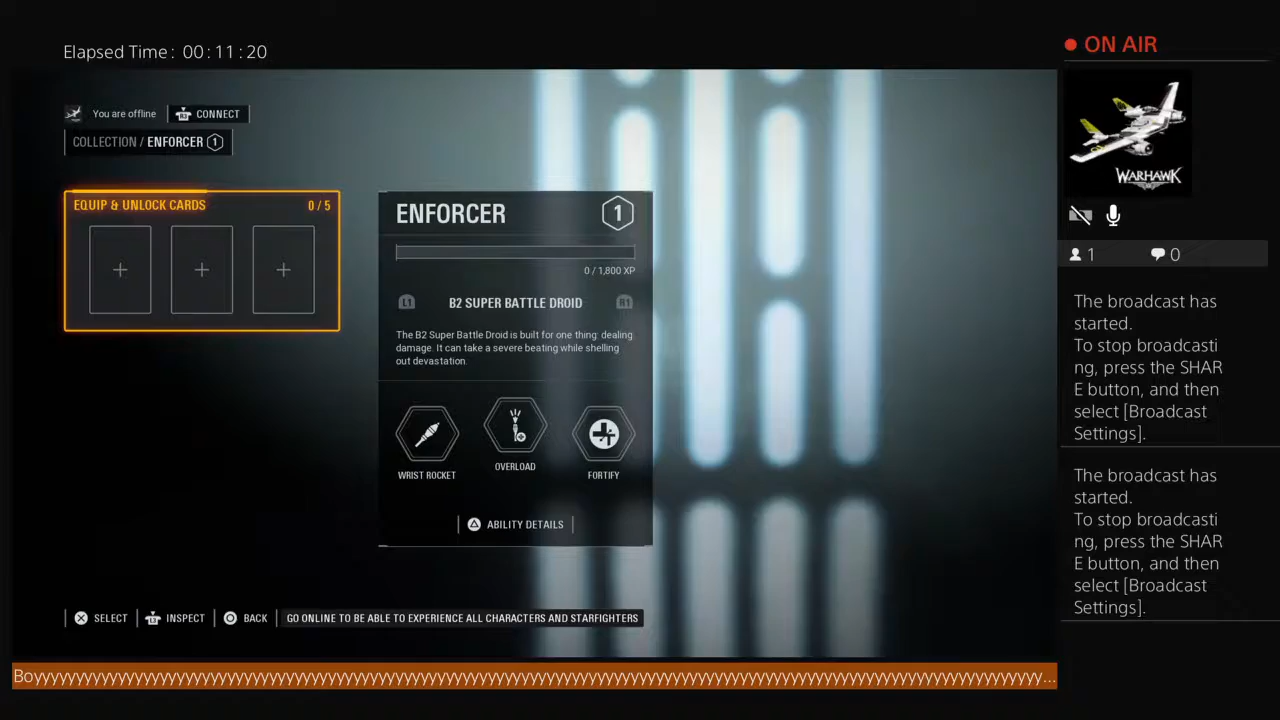 Elapsed Time: 00:11:20
ON AIR
You are offline
CONNECT
COLLECTION / ENFORCER 1
WARHAWK
EQUIP & UNLOCK CARDS 0 / 5
ENFORCER 1
0 / 1,800 XP
L1 B2 SUPER BATTLE DROID R1
The B2 Super Battle Droid is built for one thing: dealing
damage. It can take a severe beating while shelling
out devastation.
WRIST ROCKET
OVERLOAD
FORTIFY
ABILITY DETAILS
SELECT
INSPECT
BACK
GO ONLINE TO BE ABLE TO EXPERIENCE ALL CHARACTERS AND STARFIGHTERS
1
0
The broadcast has
started.
To stop broadcasti
ng, press the SHAR
E button, and then
select [Broadcast
Settings].
The broadcast has
started.
To stop broadcasti
ng, press the SHAR
E button, and then
select [Broadcast
Settings].
Boyyyyyyyyyyyyyyyyyyyyyyyyyyyyyyyyyyyyyyyyyyyyyyyyyyyyyyyyyyyyyyyyyyyyyyyyyyyyyyyyyyyyyyyyyyyyyyyyyyyyyyyyyyyyyyyyyyyy...